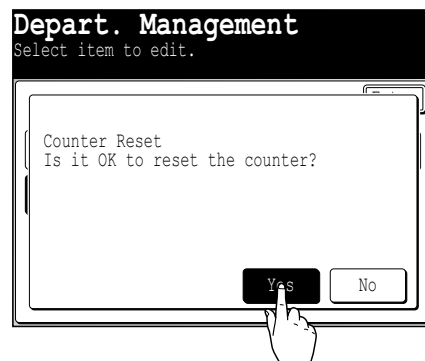 Depart. Management
Select item to edit.
Counter Reset
Is it OK to reset the counter?
Yes
No